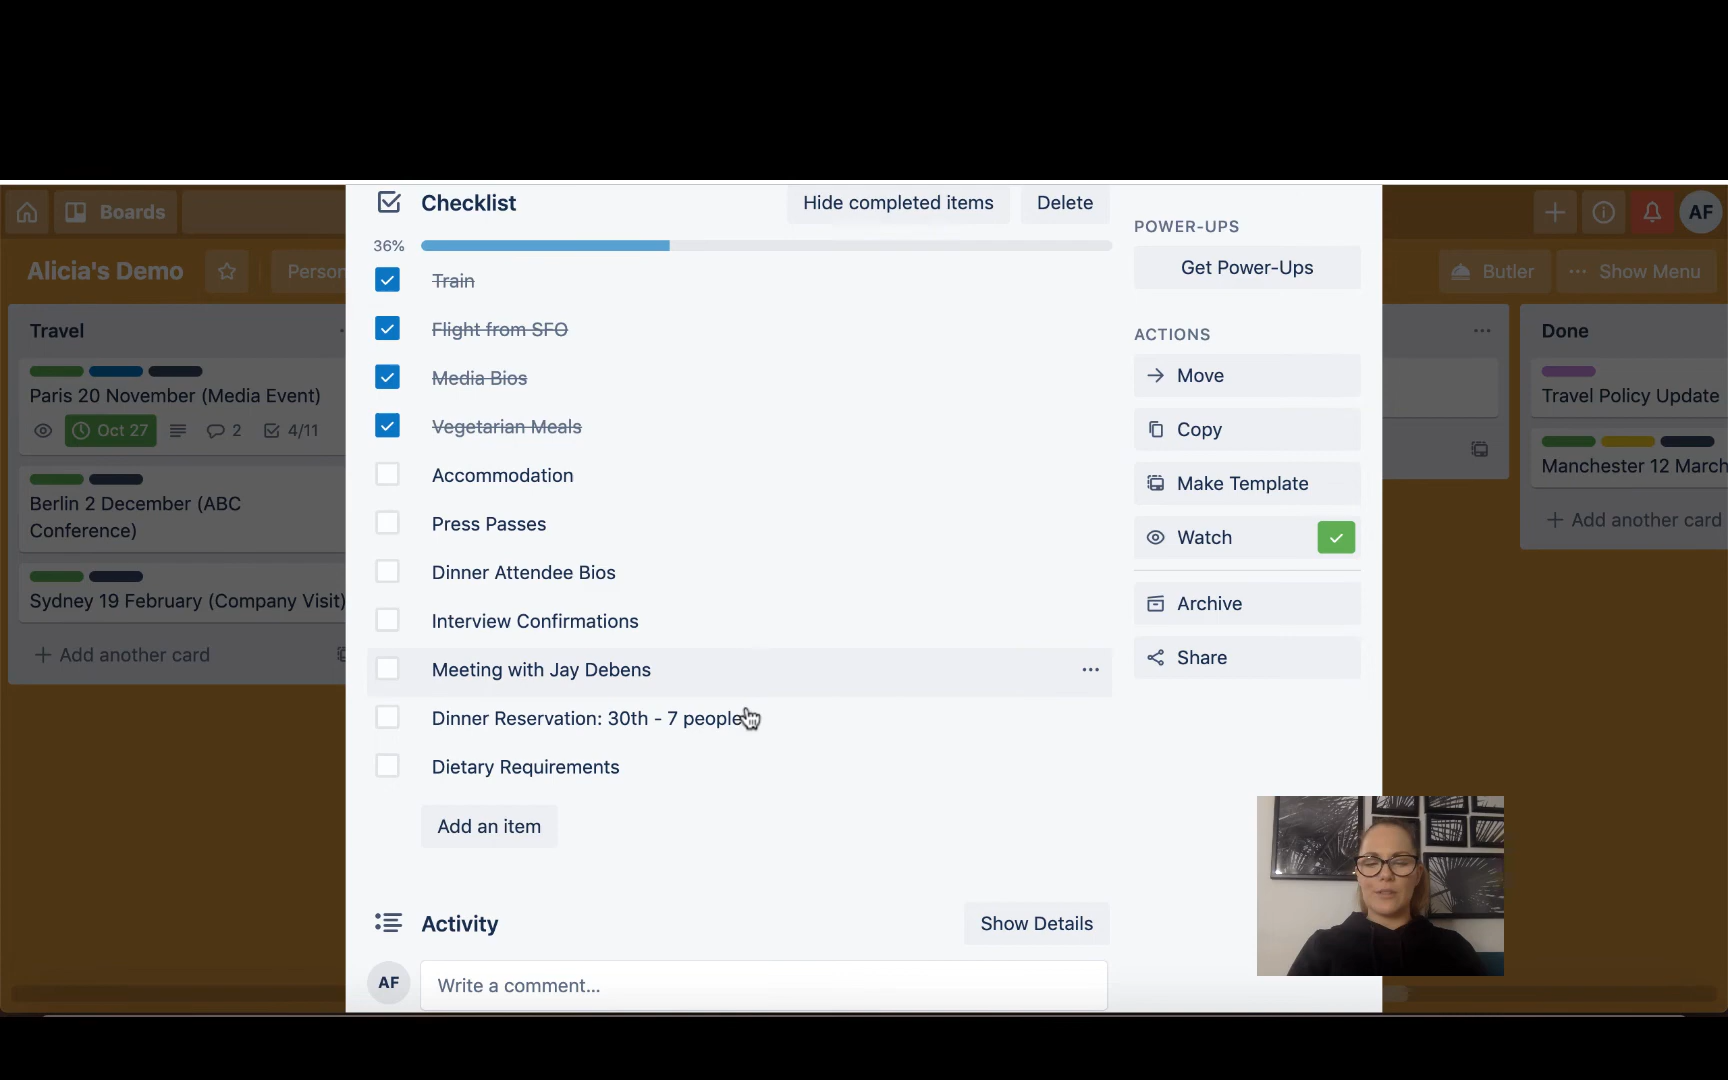 Boards
AF
Alicia's Demo
Person
Butler
··· Show Menu
Travel
Paris 20 November (Media Event)
Oct 27
2
4/11
Berlin 2 December (ABC
Conference)
Sydney 19 February (Company Visit)
+ Add another card
Checklist
Hide completed items
Delete
36%
Train
Flight from SFO
Media Bios
Vegetarian Meals
Accommodation
Press Passes
Dinner Attendee Bios
Interview Confirmations
Meeting with Jay Debens
Dinner Reservation: 30th - 7 people
Dietary Requirements
Add an item
Activity
Show Details
AF
Write a comment...
POWER-UPS
Get Power-Ups
ACTIONS
Move
Copy
Make Template
Watch
Archive
Share
Done
Travel Policy Update
Manchester 12 March
+ Add another card